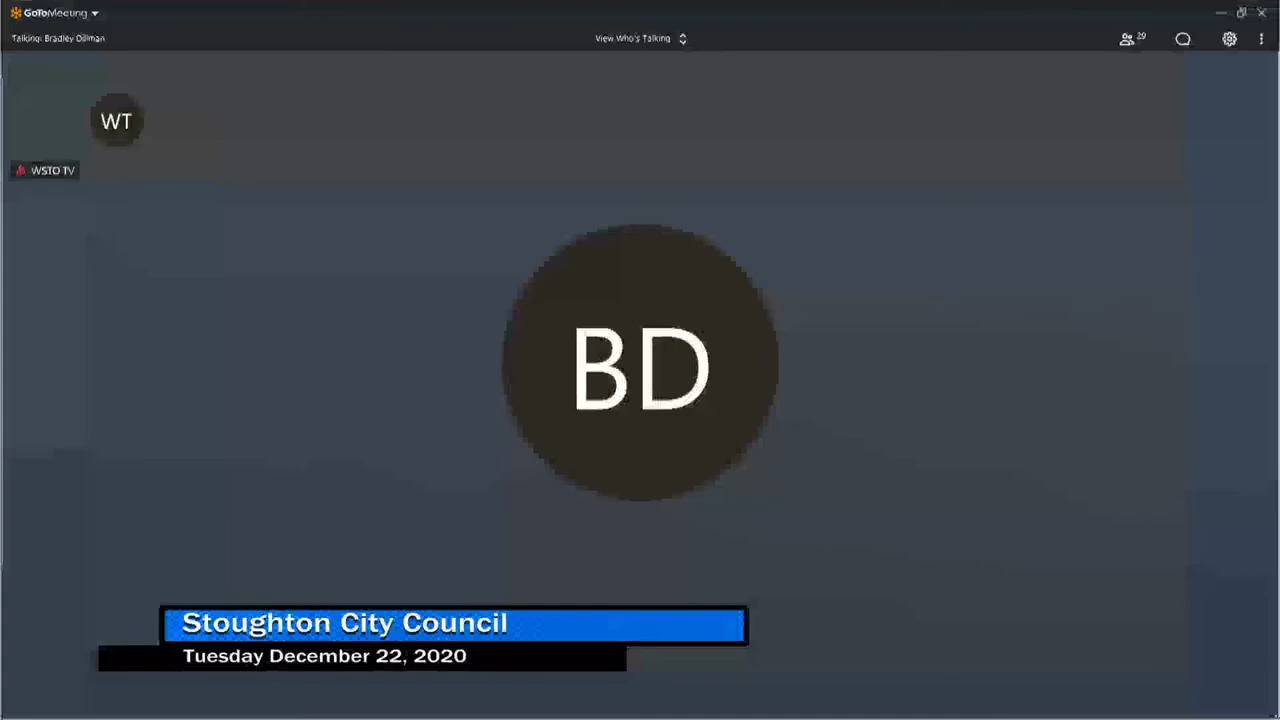 GoToMeeting
Talking: Bradley Dillman
View Who's Talking
29
WT
WSTO TV
BD
Stoughton City Council
Tuesday December 22, 2020